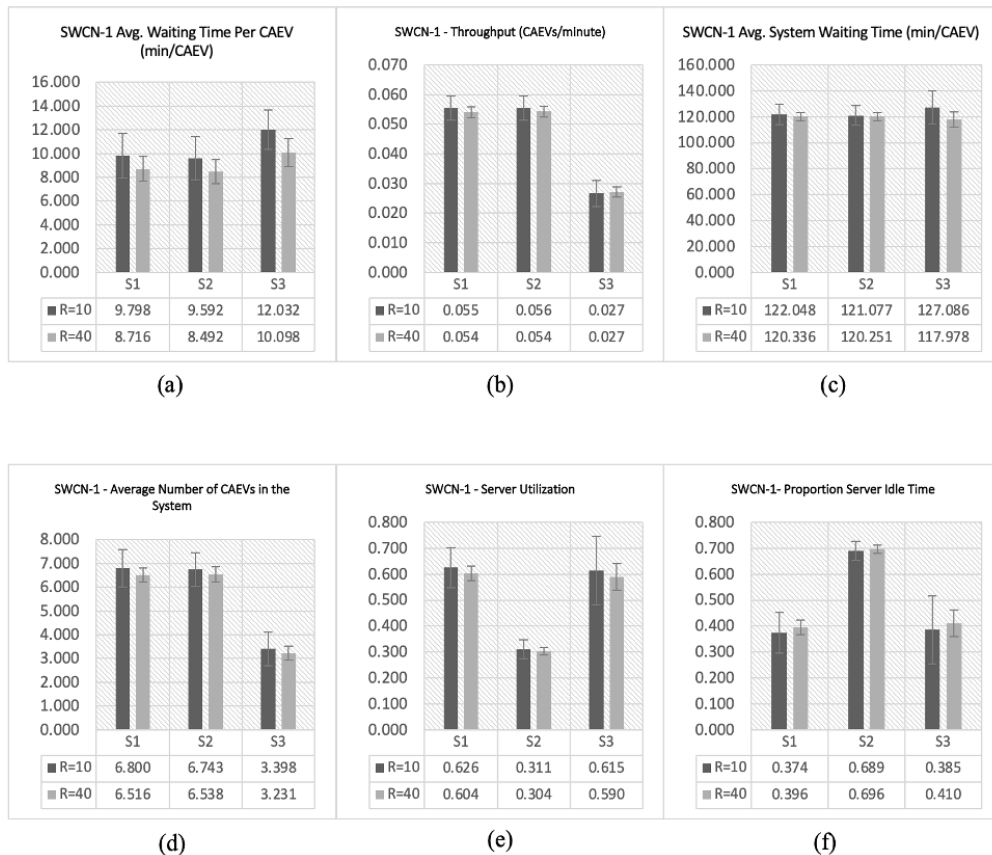 SWCN-1 Avg. Waiting Time Per CAEV
(min/CAEV)
16.000
14.000
12.000
10.000
8.000
6.000
4.000
2.000
0.000
S1 S2 S3
R=10 9.798 9.592 12.032
R=40 8.716 8.492 10.098
(a)
SWCN-1 - Throughput (CAEVs/minute)
0.070
0.060
0.050
0.040
0.030
0.020
0.010
0.000
S1 S2 S3
R=10 0.055 0.056 0.027
R=40 0.054 0.054 0.027
(b)
SWCN-1 Avg. System Waiting Time (min/CAEV)
160.000
140.000
120.000
100.000
80.000
60.000
40.000
20.000
0.000
S1 S2 S3
R=10 122.048 121.077 127.086
R=40 120.336 120.251 117.978
(c)
SWCN-1 - Average Number of CAEVs in the
System
8.000
7.000
6.000
5.000
4.000
3.000
2.000
1.000
0.000
S1 S2 S3
R=10 6.800 6.743 3.398
R=40 6.516 6.538 3.231
(d)
SWCN-1 - Server Utilization
0.800
0.700
0.600
0.500
0.400
0.300
0.200
0.100
0.000
S1 S2 S3
R=10 0.626 0.311 0.615
R=40 0.604 0.304 0.590
(e)
SWCN-1- Proportion Server Idle Time
0.800
0.700
0.600
0.500
0.400
0.300
0.200
0.100
0.000
S1 S2 S3
R=10 0.374 0.689 0.385
R=40 0.396 0.696 0.410
(f)